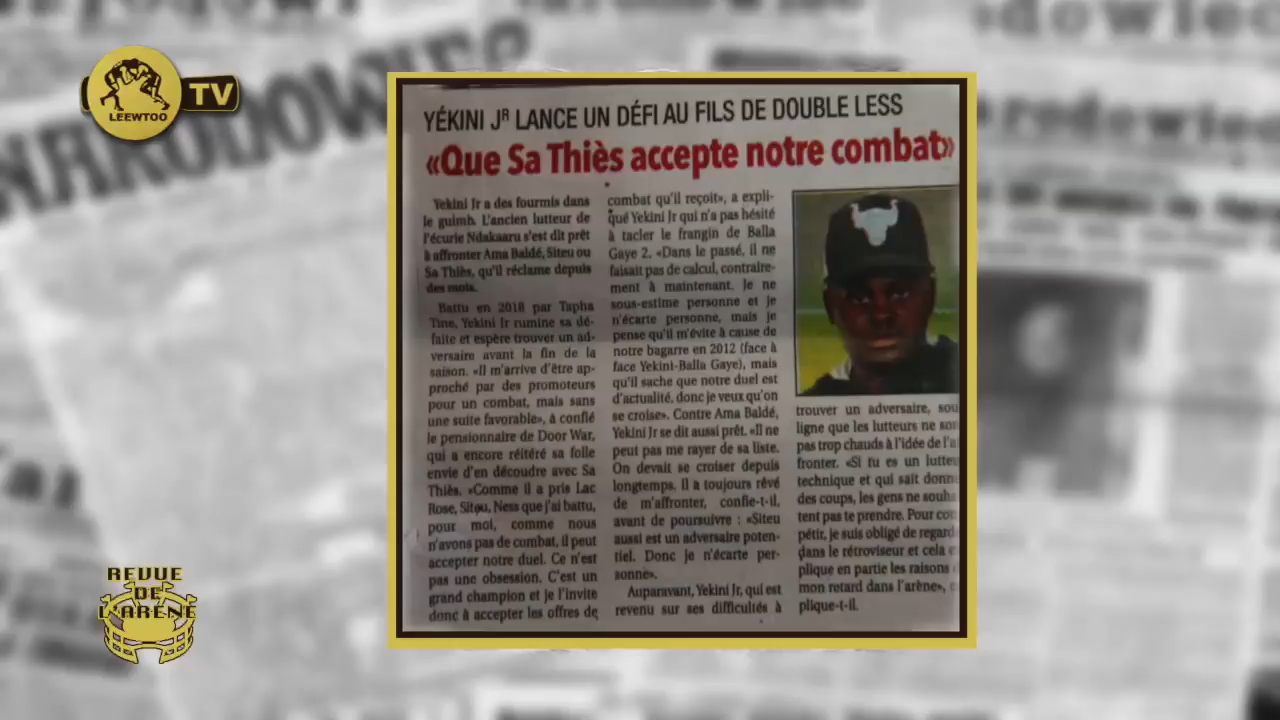 LEEWTOO
TV
NARODOWIEC
YÉKINI JR LANCE UN DÉFI AU FILS DE DOUBLE LESS
«Que Sa Thiès accepte notre combat»
Yekini Jr a des fourmis dans
le guimb. L'ancien lutteur de
l'écurie Ndakaaru s'est dit prêt
à affronter Ama Baldé, Siteu ou
Sa Thiès, qu'il réclame depuis
des mois.
Battu en 2018 par Tapha
Tine, Yekini Jr rumine sa dé-
faite et espère trouver un ad-
versaire avant la fin de la
saison. «Il m'arrive d'être ap-
proché par des promoteurs
pour un combat, mais sans
une suite favorable», a confié
le pensionnaire de Door War,
qui a encore réitéré sa folle
envie d'en découdre avec Sa
Thiès. «Comme il a pris Lac
Rose, Siteu, Ness que j'ai battu,
pour moi, comme nous
n'avons pas de combat, il peut
accepter notre duel. Ce n'est
pas une obsession. C'est un
grand champion et je l'invite
donc à accepter les offres de
combat qu'il reçoit», a expli-
qué Yekini Jr qui n'a pas hésité
à tacler le frangin de Balla
Gaye 2. «Dans le passé, il ne
faisait pas de calcul, contraire-
ment à maintenant. Je ne
sous-estime personne et je
n'écarte personne, mais je
pense qu'il m'évite à cause de
notre bagarre en 2012 (face à
face Yekini-Balla Gaye), mais
qu'il sache que notre duel est
d'actualité, donc je veux qu'on
se croise». Contre Ama Baldé,
Yekini Jr se dit aussi prêt. «Il ne
peut pas me rayer de sa liste.
On devait se croiser depuis
longtemps. Il a toujours rêvé
de m'affronter, confie-t-il,
avant de poursuivre : «Siteu
aussi est un adversaire poten-
tiel. Donc je n'écarte per-
sonne».
Auparavant, Yekini Jr, qui est
revenu sur ses difficultés à
trouver un adversaire, sou
ligne que les lutteurs ne son
pas trop chauds à l'idée de l'a
fronter. «Si tu es un lutteu
technique et qui sait donne
des coups, les gens ne souha
tent pas te prendre. Pour com
pétir, je suis obligé de regard
dans le rétroviseur et cela e
plique en partie les raisons
mon retard dans l'arène», e
plique-t-il.
REVUE
DE
L'ARENE